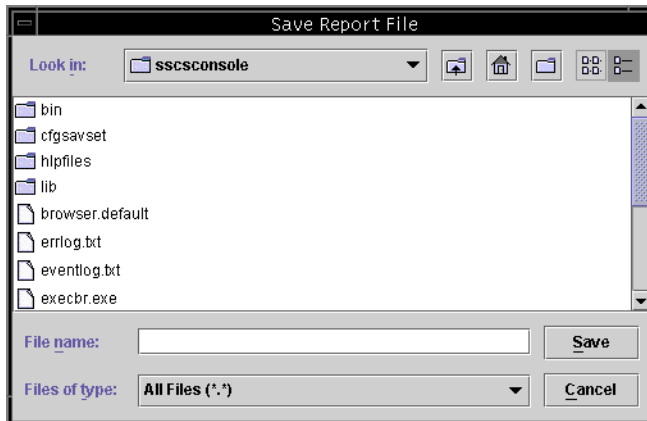 Save Report File
Look in: sscsconsole
bin
cfgsavset
hlpfiles
lib
browser.default
errlog.txt
eventlog.txt
execbr.exe
File name: Save
Files of type: All Files (*.*) Cancel